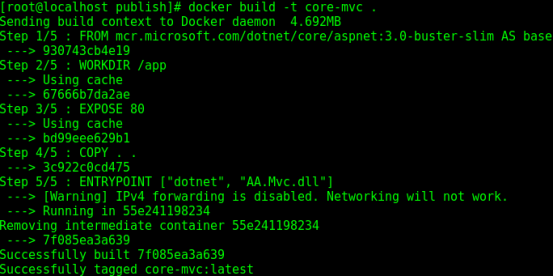 [root@localhost publish]# docker build -t core-mvc .
Sending build context to Docker daemon  4.692MB
Step 1/5 : FROM mcr.microsoft.com/dotnet/core/aspnet:3.0-buster-slim AS base
 ---> 930743cb4e19
Step 2/5 : WORKDIR /app
 ---> Using cache
 ---> 67666b7da2ae
Step 3/5 : EXPOSE 80
 ---> Using cache
 ---> bd99eee629b1
Step 4/5 : COPY . .
 ---> 3c922c0cd475
Step 5/5 : ENTRYPOINT ["dotnet", "AA.Mvc.dll"]
 ---> [Warning] IPv4 forwarding is disabled. Networking will not work.
 ---> Running in 55e241198234
Removing intermediate container 55e241198234
 ---> 7f085ea3a639
Successfully built 7f085ea3a639
Successfully tagged core-mvc:latest